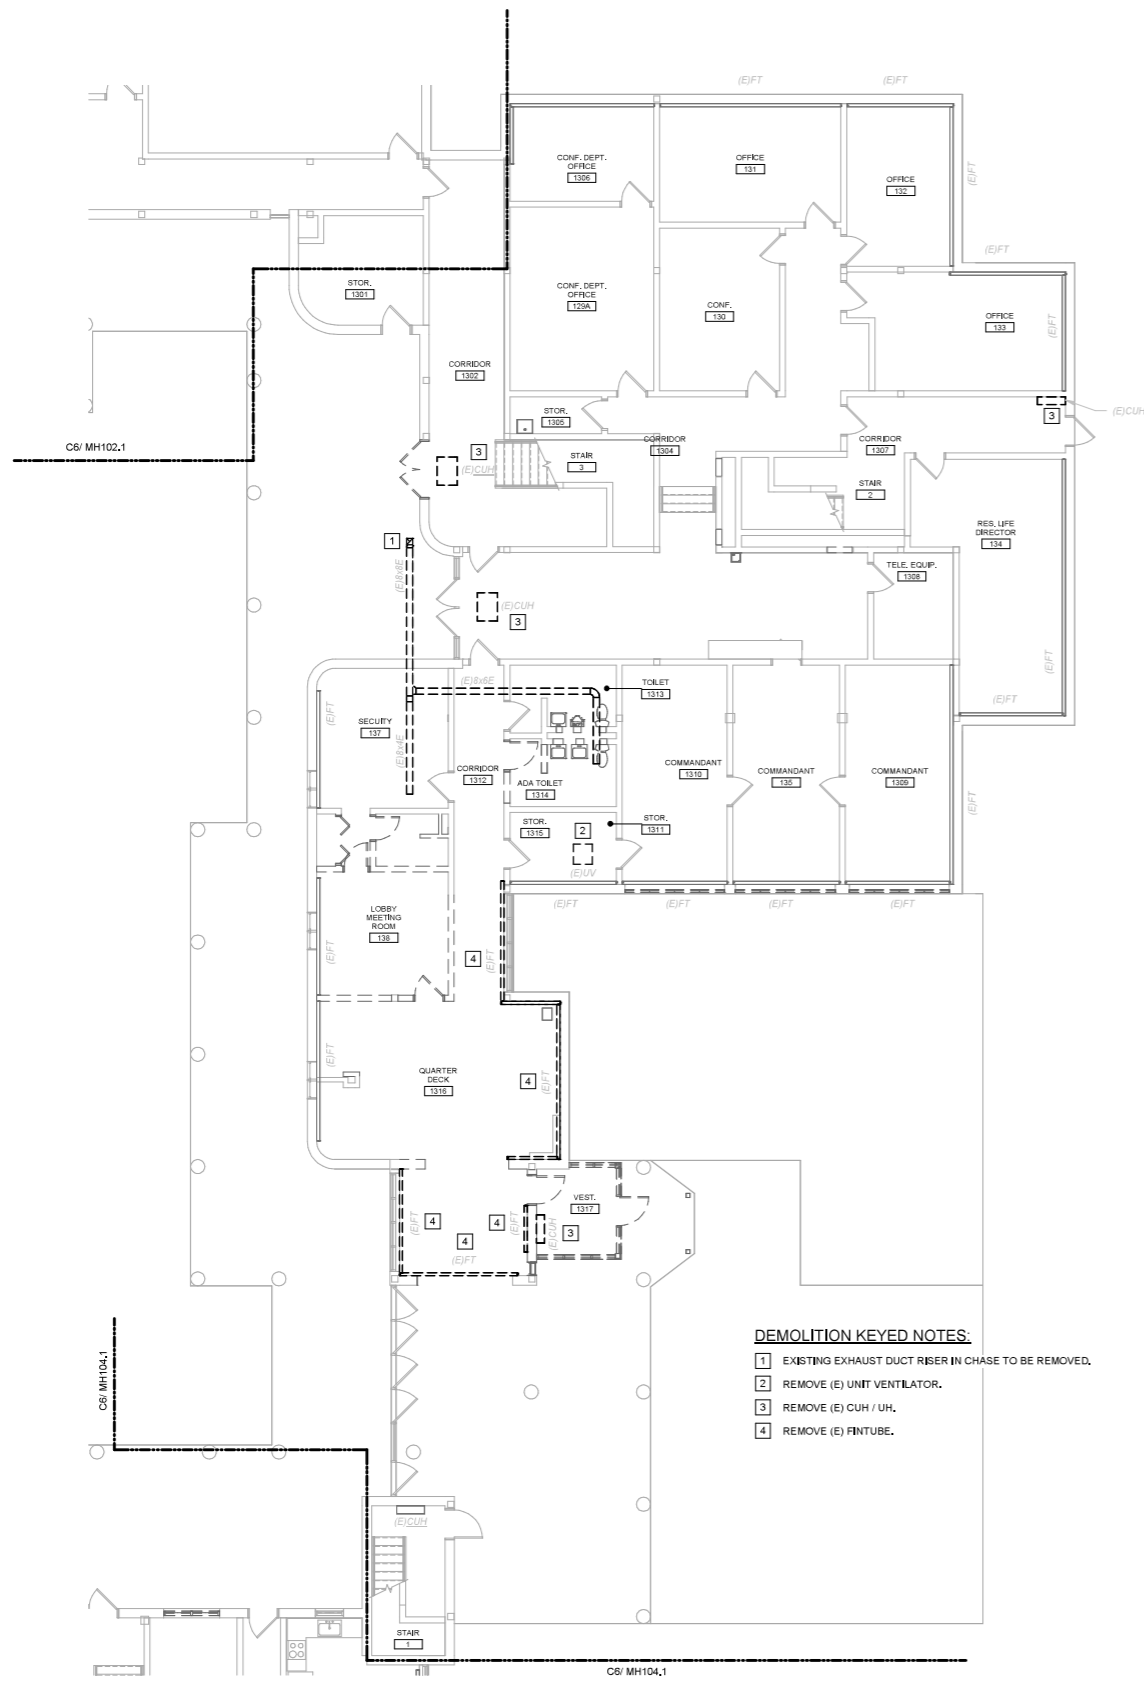 (E)FT
(E)FT
CONF. DEPT.
OFFICE
1306
OFFICE
131
OFFICE
132
(E)FT
(E)FT
STOR.
1301
CONF. DEPT.
OFFICE
129A
CONF.
130
OFFICE
133
(E)FT
CORRIDOR
1302
(E)CUH
3
STOR.
1305
C6/ MH102.1
3
(E)CUH
STAIR
3
CORRIDOR
1304
CORRIDOR
1307
STAIR
2
RES. LIFE
DIRECTOR
134
1
(E)8x8E
TELE. EQUIP.
1308
(E)CUH
3
(E)FT
(E)FT
(E)8x6E
TOILET
1313
(E)FT
SECUITY
137
(E)8x4E
CORRIDOR
1312
ADA TOILET
1314
COMMANDANT
1310
COMMANDANT
135
COMMANDANT
1309
(E)FT
STOR.
1315
2
STOR.
1311
(E)UV
(E)FT
(E)FT
(E)FT
(E)FT
LOBBY
MEETING
ROOM
138
(E)FT
4
(E)FT
(E)FT
QUARTER
DECK
1316
4
(E)FT
VEST.
1317
(E)FT
4
4
(E)FT
(E)CUH
3
4
(E)FT
DEMOLITION KEYED NOTES:
1 EXISTING EXHAUST DUCT RISER IN CHASE TO BE REMOVED.
2 REMOVE (E) UNIT VENTILATOR.
3 REMOVE (E) CUH / UH.
4 REMOVE (E) FINTUBE.
C6/ MH104.1
(E)CUH
STAIR
1
C6/ MH104.1